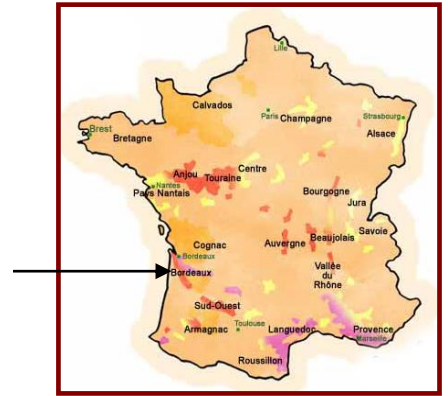 Lille
Calvados
Paris
Champagne
Strasbourg
Alsace
Brest
Bretagne
Anjou
Touraine
Centre
Nantes
Pays Nantais
Bourgogne
Jura
Savoie
Cognac
Auvergne
Beaujolais
Bordeaux
Bordeaux
Vallée
du
Rhône
Sud-Ouest
Armagnac
Toulouse
Languedoc
Provence
Marseille
Roussillon